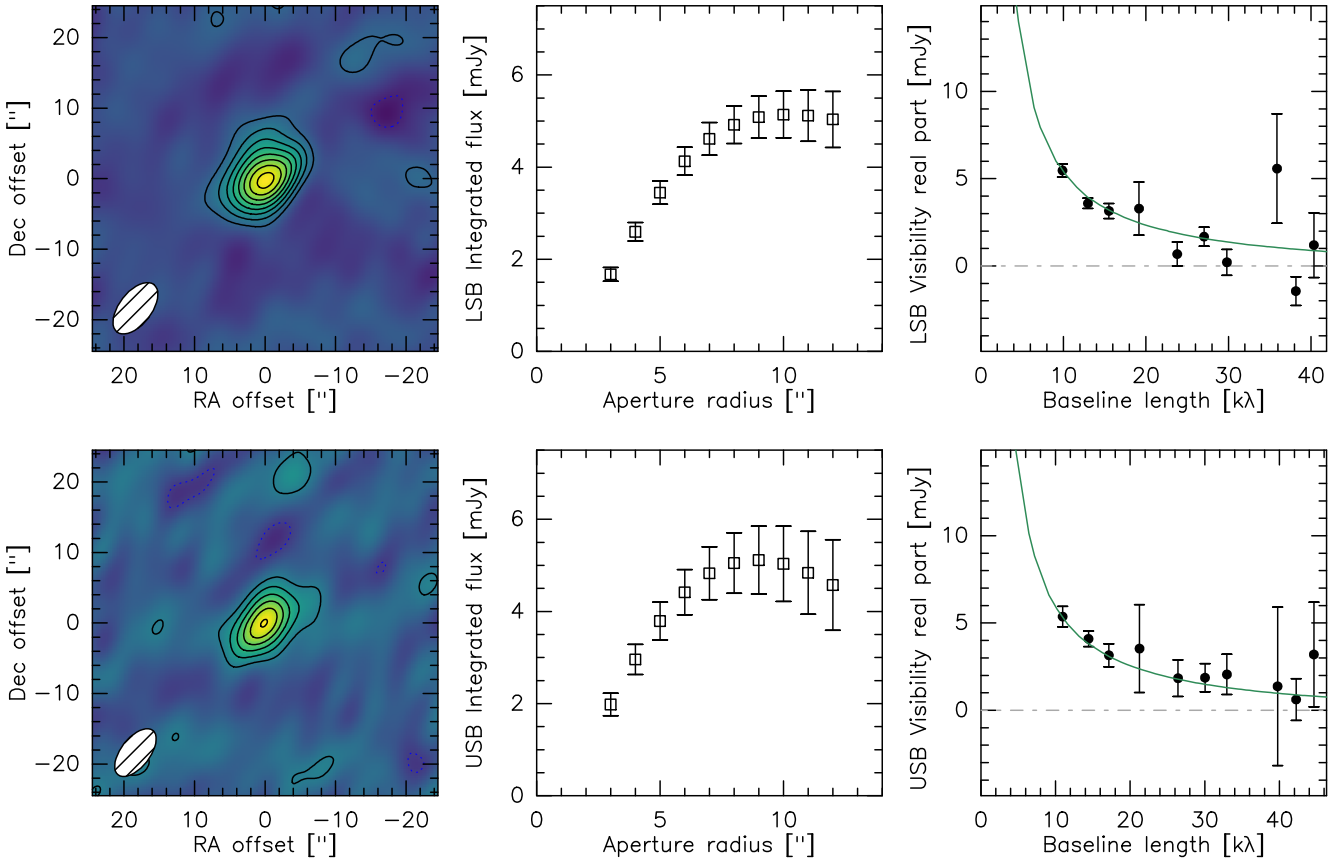 20
10
0
−10
−20
Dec offset ["]
20 10 0 −10 −20
RA offset ["]
6
4
2
0
LSB Integrated flux [mJy]
0 5 10
Aperture radius ["]
10
5
0
LSB Visibility real part [mJy]
0 10 20 30 40
Baseline length [kλ]
20
10
0
−10
−20
Dec offset ["]
20 10 0 −10 −20
RA offset ["]
6
4
2
0
USB Integrated flux [mJy]
0 5 10
Aperture radius ["]
10
5
0
USB Visibility real part [mJy]
0 10 20 30 40
Baseline length [kλ]